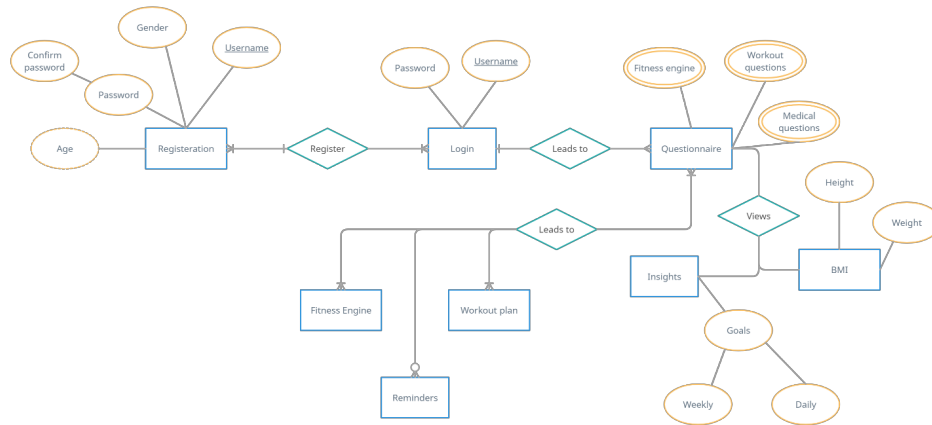 Gender
Username
Confirm
password
Password
Age
Registeration
Register
Password
Username
Login
Leads to
Fitness engine
Workout
questions
Medical
questions
Questionnaire
Views
Height
Weight
BMI
Insights
Goals
Weekly
Daily
Leads to
Fitness Engine
Workout plan
Reminders